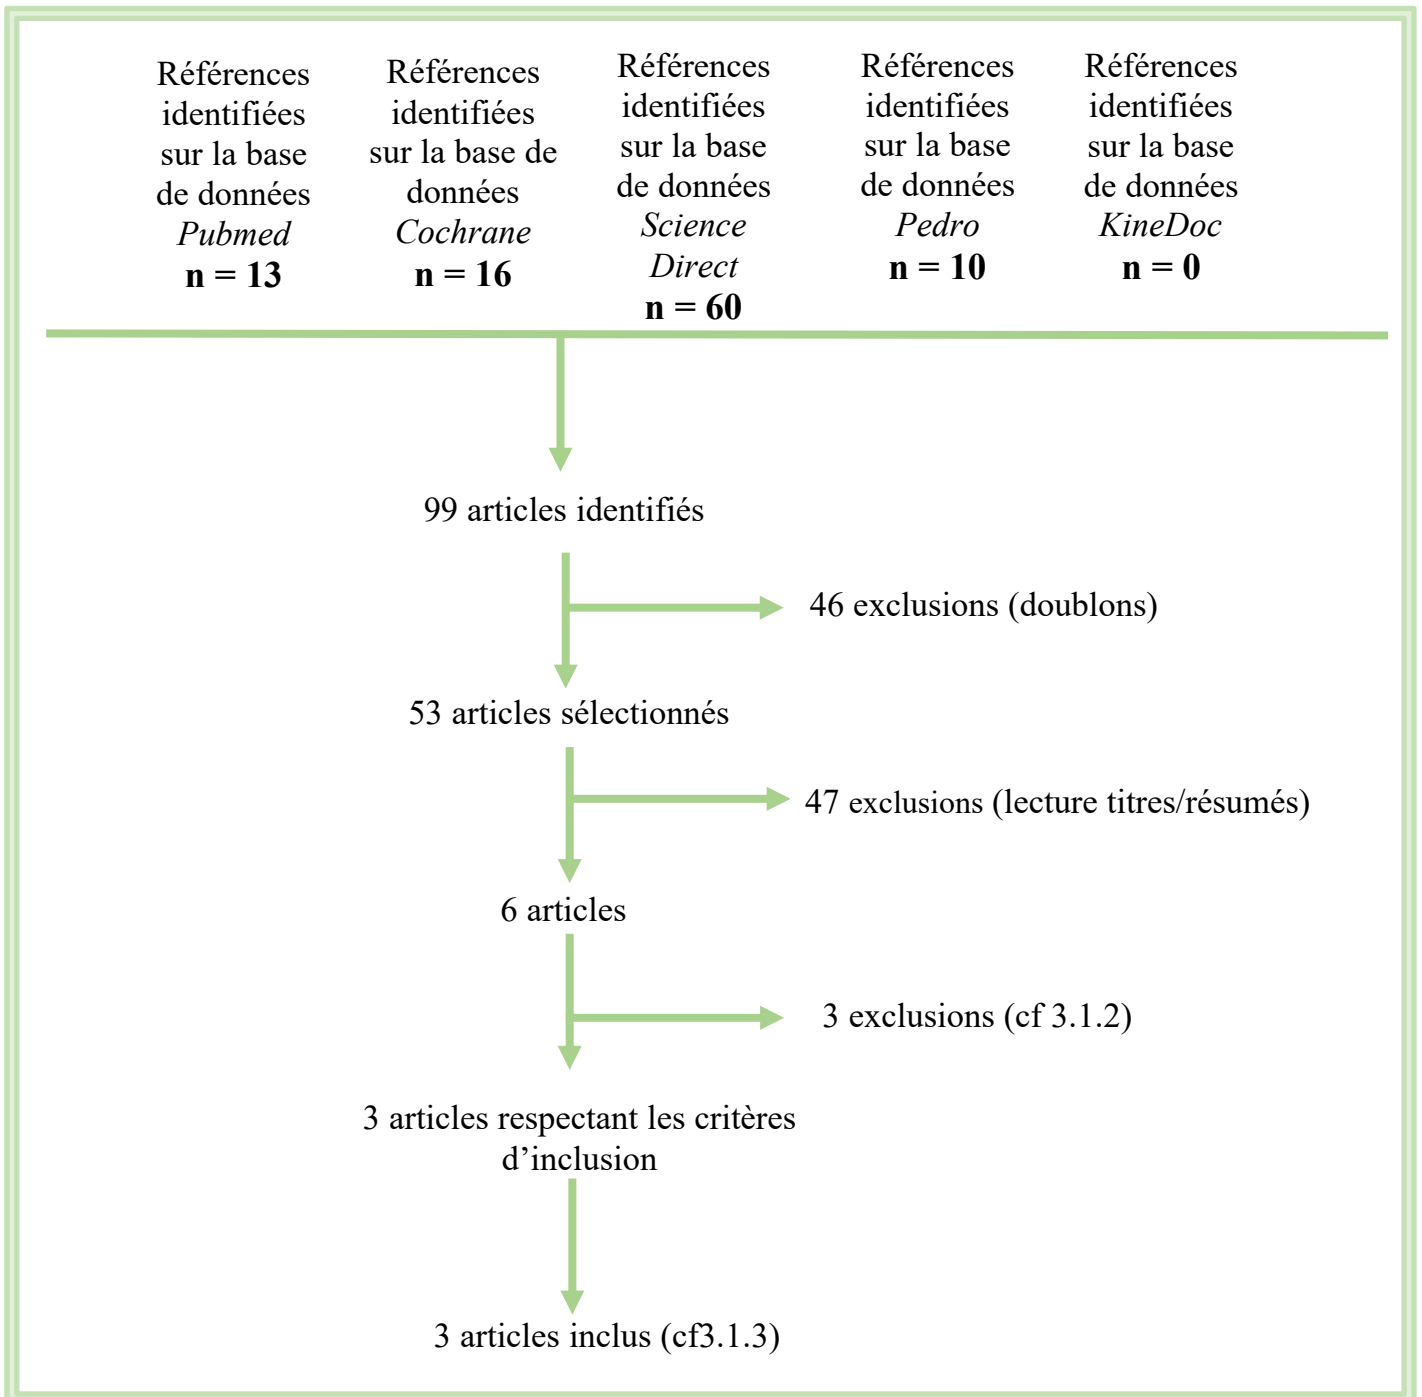 Références
identifiées
sur la base
de données
Pubmed
n = 13
Références
identifiées
sur la base de
données
Cochrane
n = 16
Références
identifiées
sur la base
de données
Science
Direct
n = 60
Références
identifiées
sur la base
de données
Pedro
n = 10
Références
identifiées
sur la base
de données
KineDoc
n = 0
99 articles identifiés
46 exclusions (doublons)
53 articles sélectionnés
47 exclusions (lecture titres/résumés)
6 articles
3 exclusions (cf 3.1.2)
3 articles respectant les critères
d’inclusion
3 articles inclus (cf3.1.3)